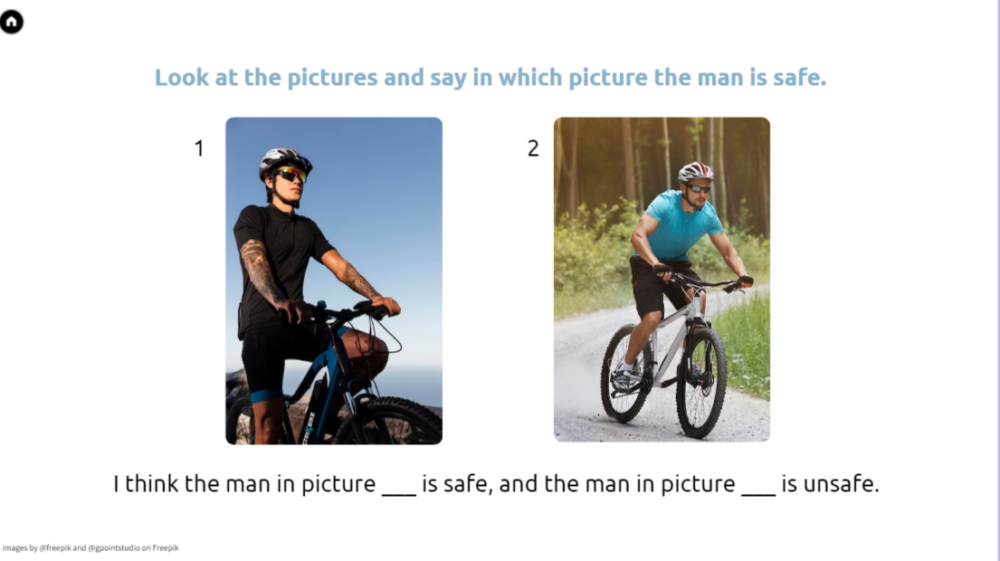 Look at the pictures and say in which picture the man is safe.
1
2
I think the man in picture ___ is safe, and the man in picture ___ is unsafe.
images by @freepik and @gpointstudio on Freepik